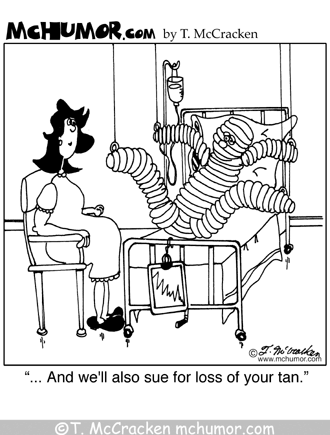 McHUMOR.com by T. McCracken
© T. McCracken
www.mchumor.com
"... And we'll also sue for loss of your tan."
©T. McCracken mchumor.com